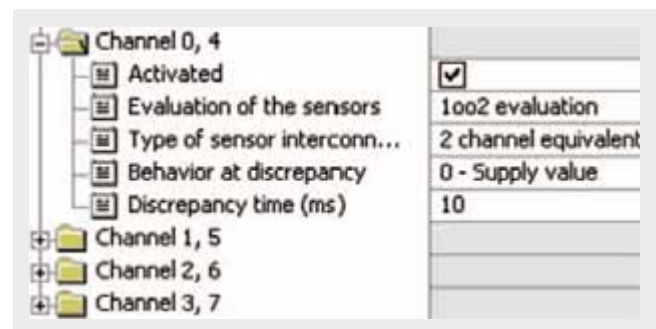 Channel 0, 4
Activated
Evaluation of the sensors 1oo2 evaluation
Type of sensor interconn... 2 channel equivalent
Behavior at discrepancy 0 - Supply value
Discrepancy time (ms) 10
Channel 1, 5
Channel 2, 6
Channel 3, 7